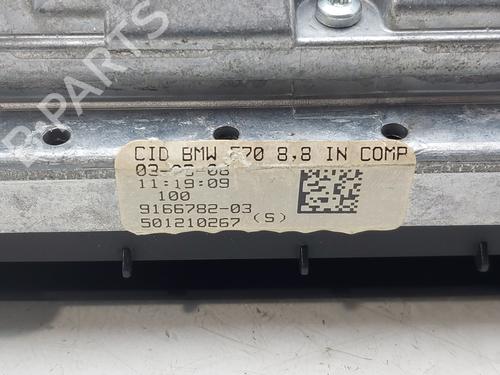 CID BMW E70 8,8 IN COMP
11:19:09
100
9166782-03
501210267 (S)
B-Parts